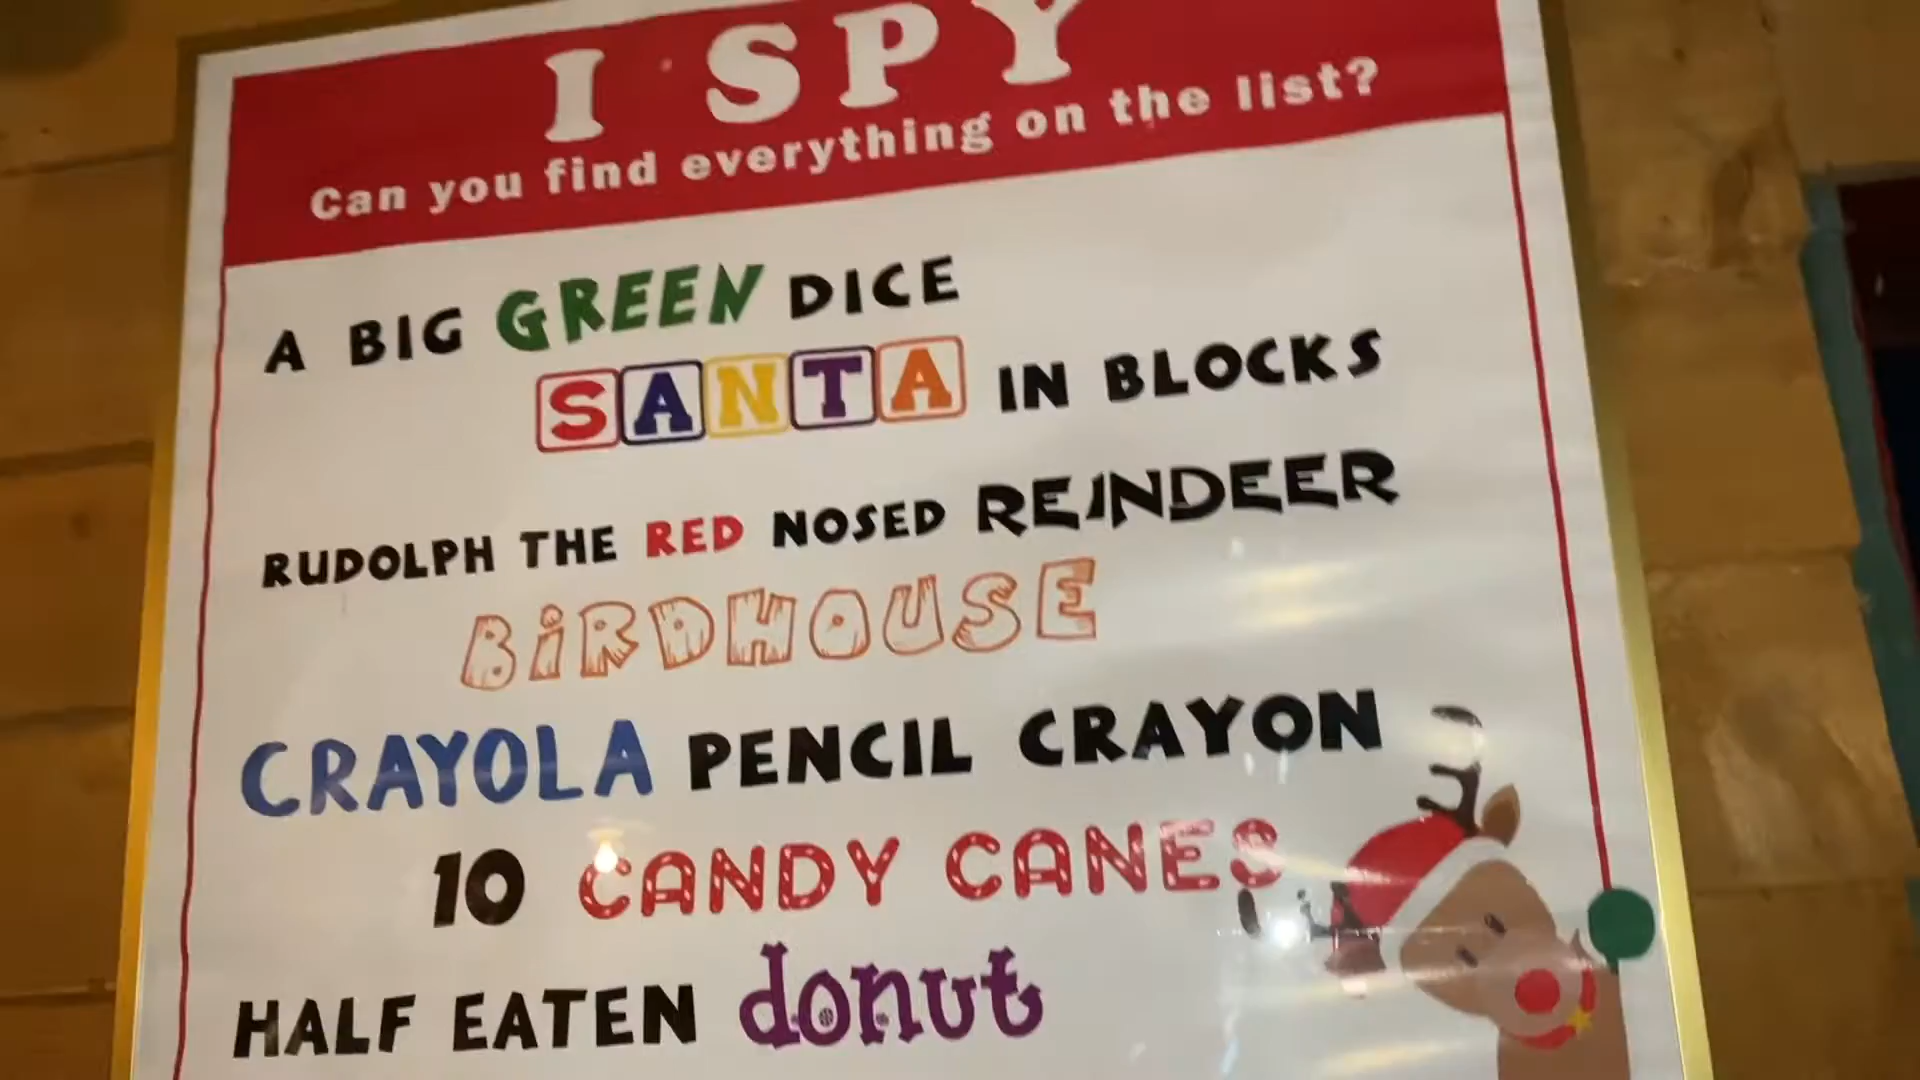 I SPY
Can you find everything on the list?
A BIG GREEN DICE
SANTA IN BLOCKS
RUDOLPH THE RED NOSED REINDEER
BiRDHOUSE
CRAYOLA PENCIL CRAYON
10 CANDY CANES
HALF EATEN donut